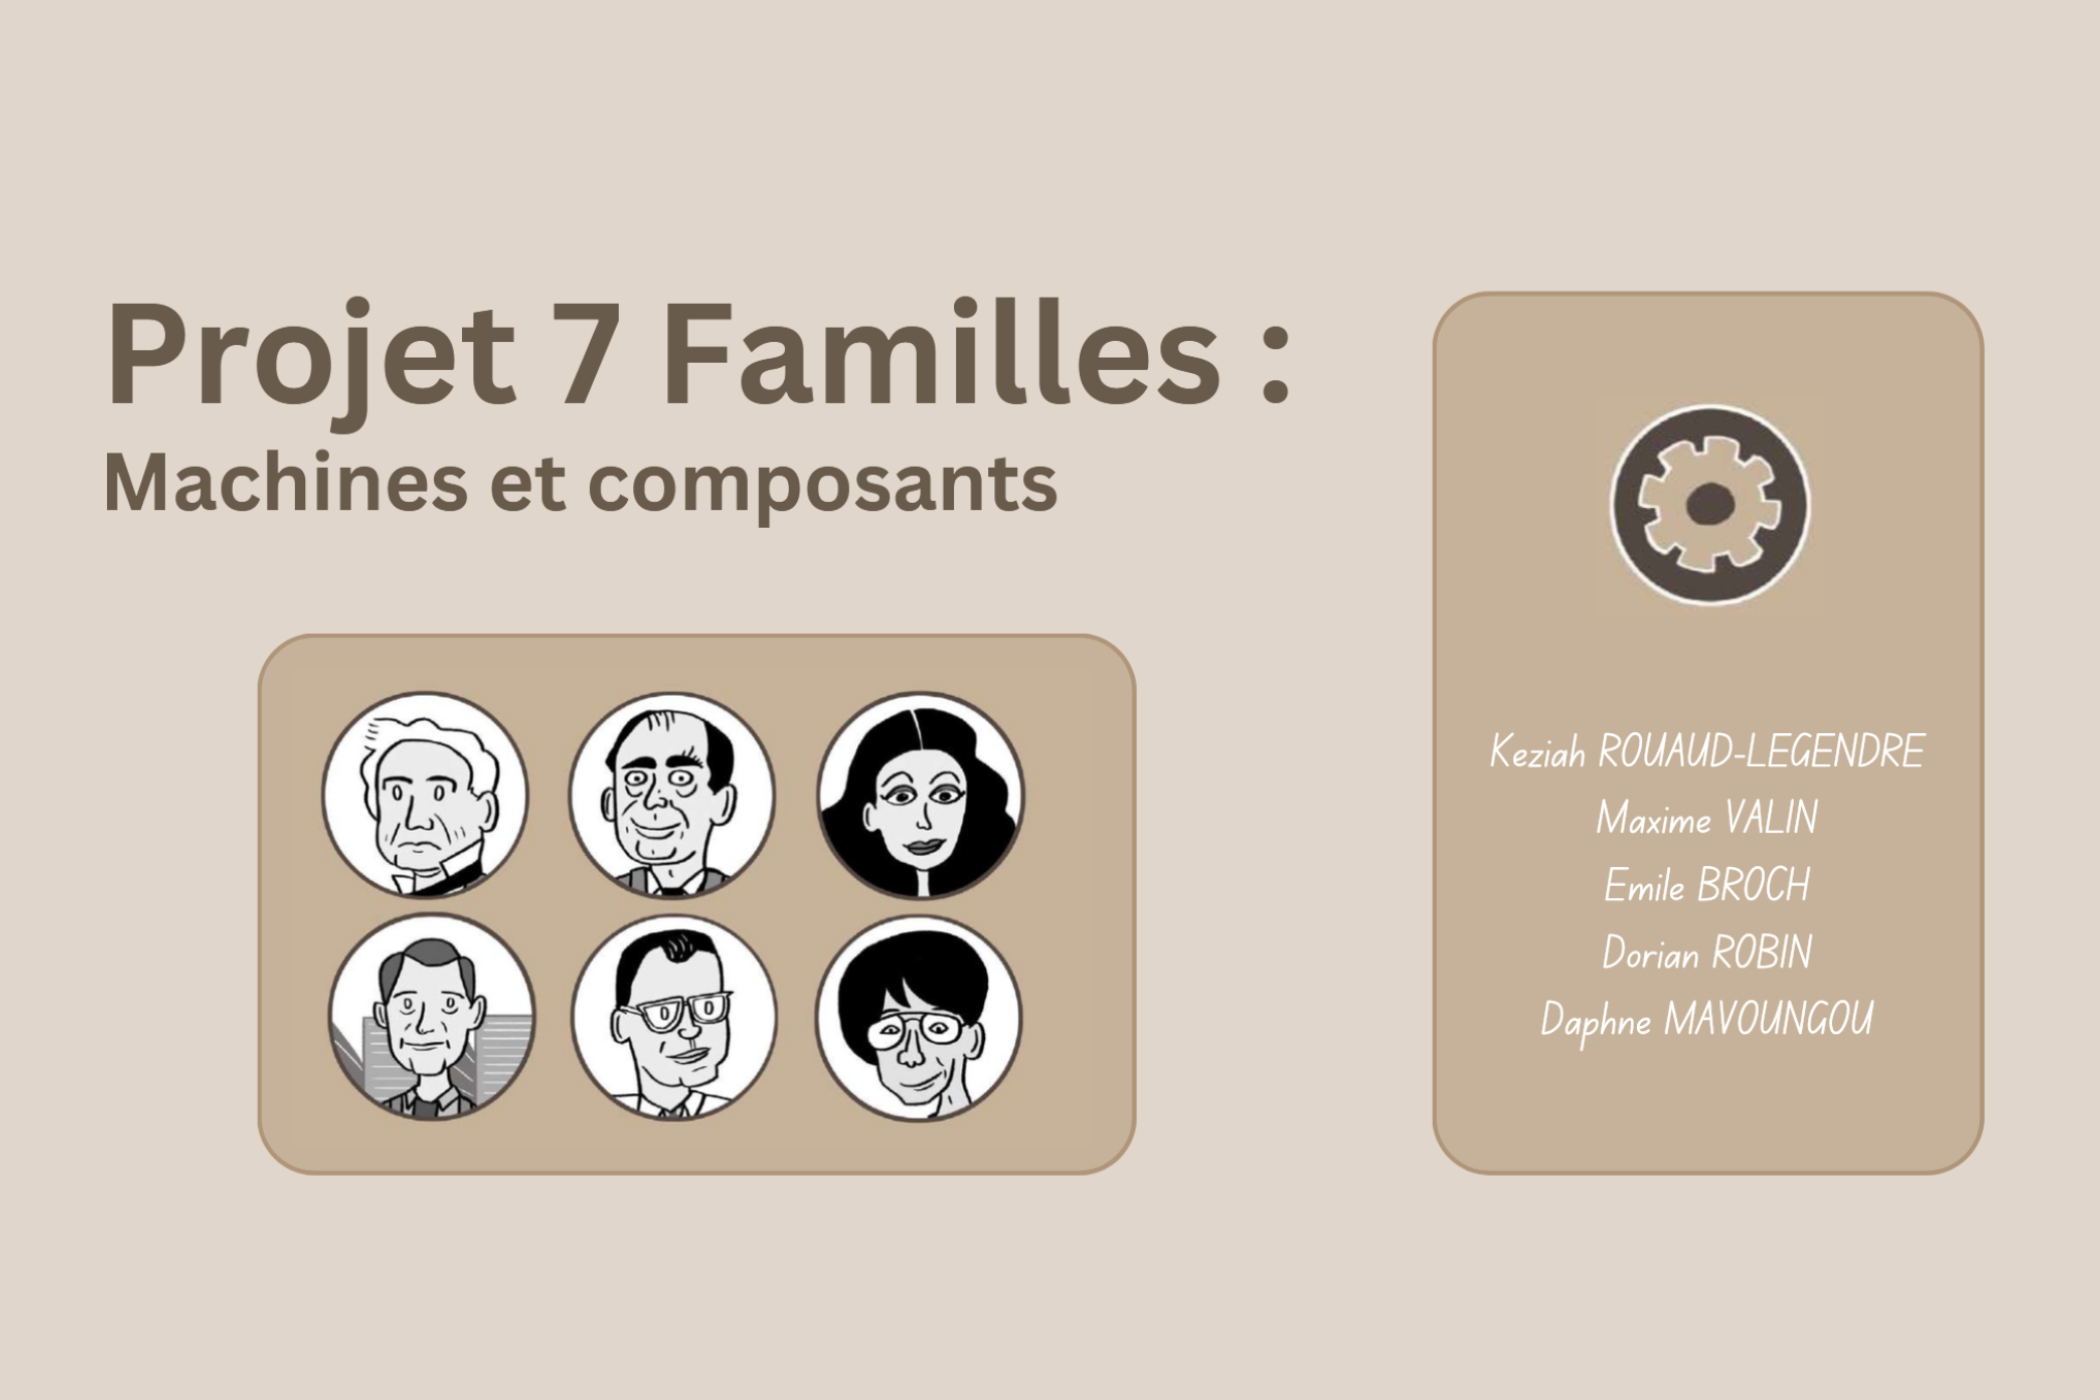 Projet 7 Familles :
Machines et composants
Keziah ROUAUD-LEGENDRE
Maxime VALIN
Emile BROCH
Dorian ROBIN
Daphne MAVOUNGOU